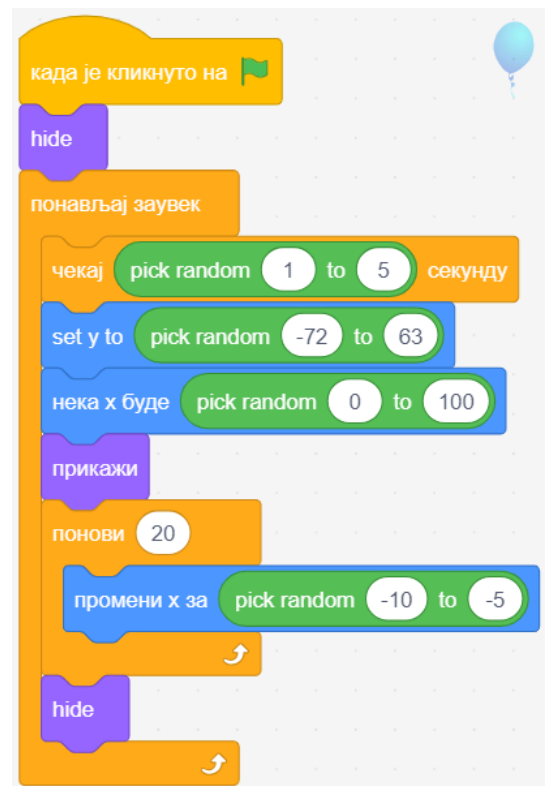 када је кликнуто на
hide
понављај заувек
чекај pick random 1 to 5 секунду
set y to pick random -72 to 63
нека x буде pick random 0 to 100
прикажи
понови 20
промени x за pick random -10 to -5
hide